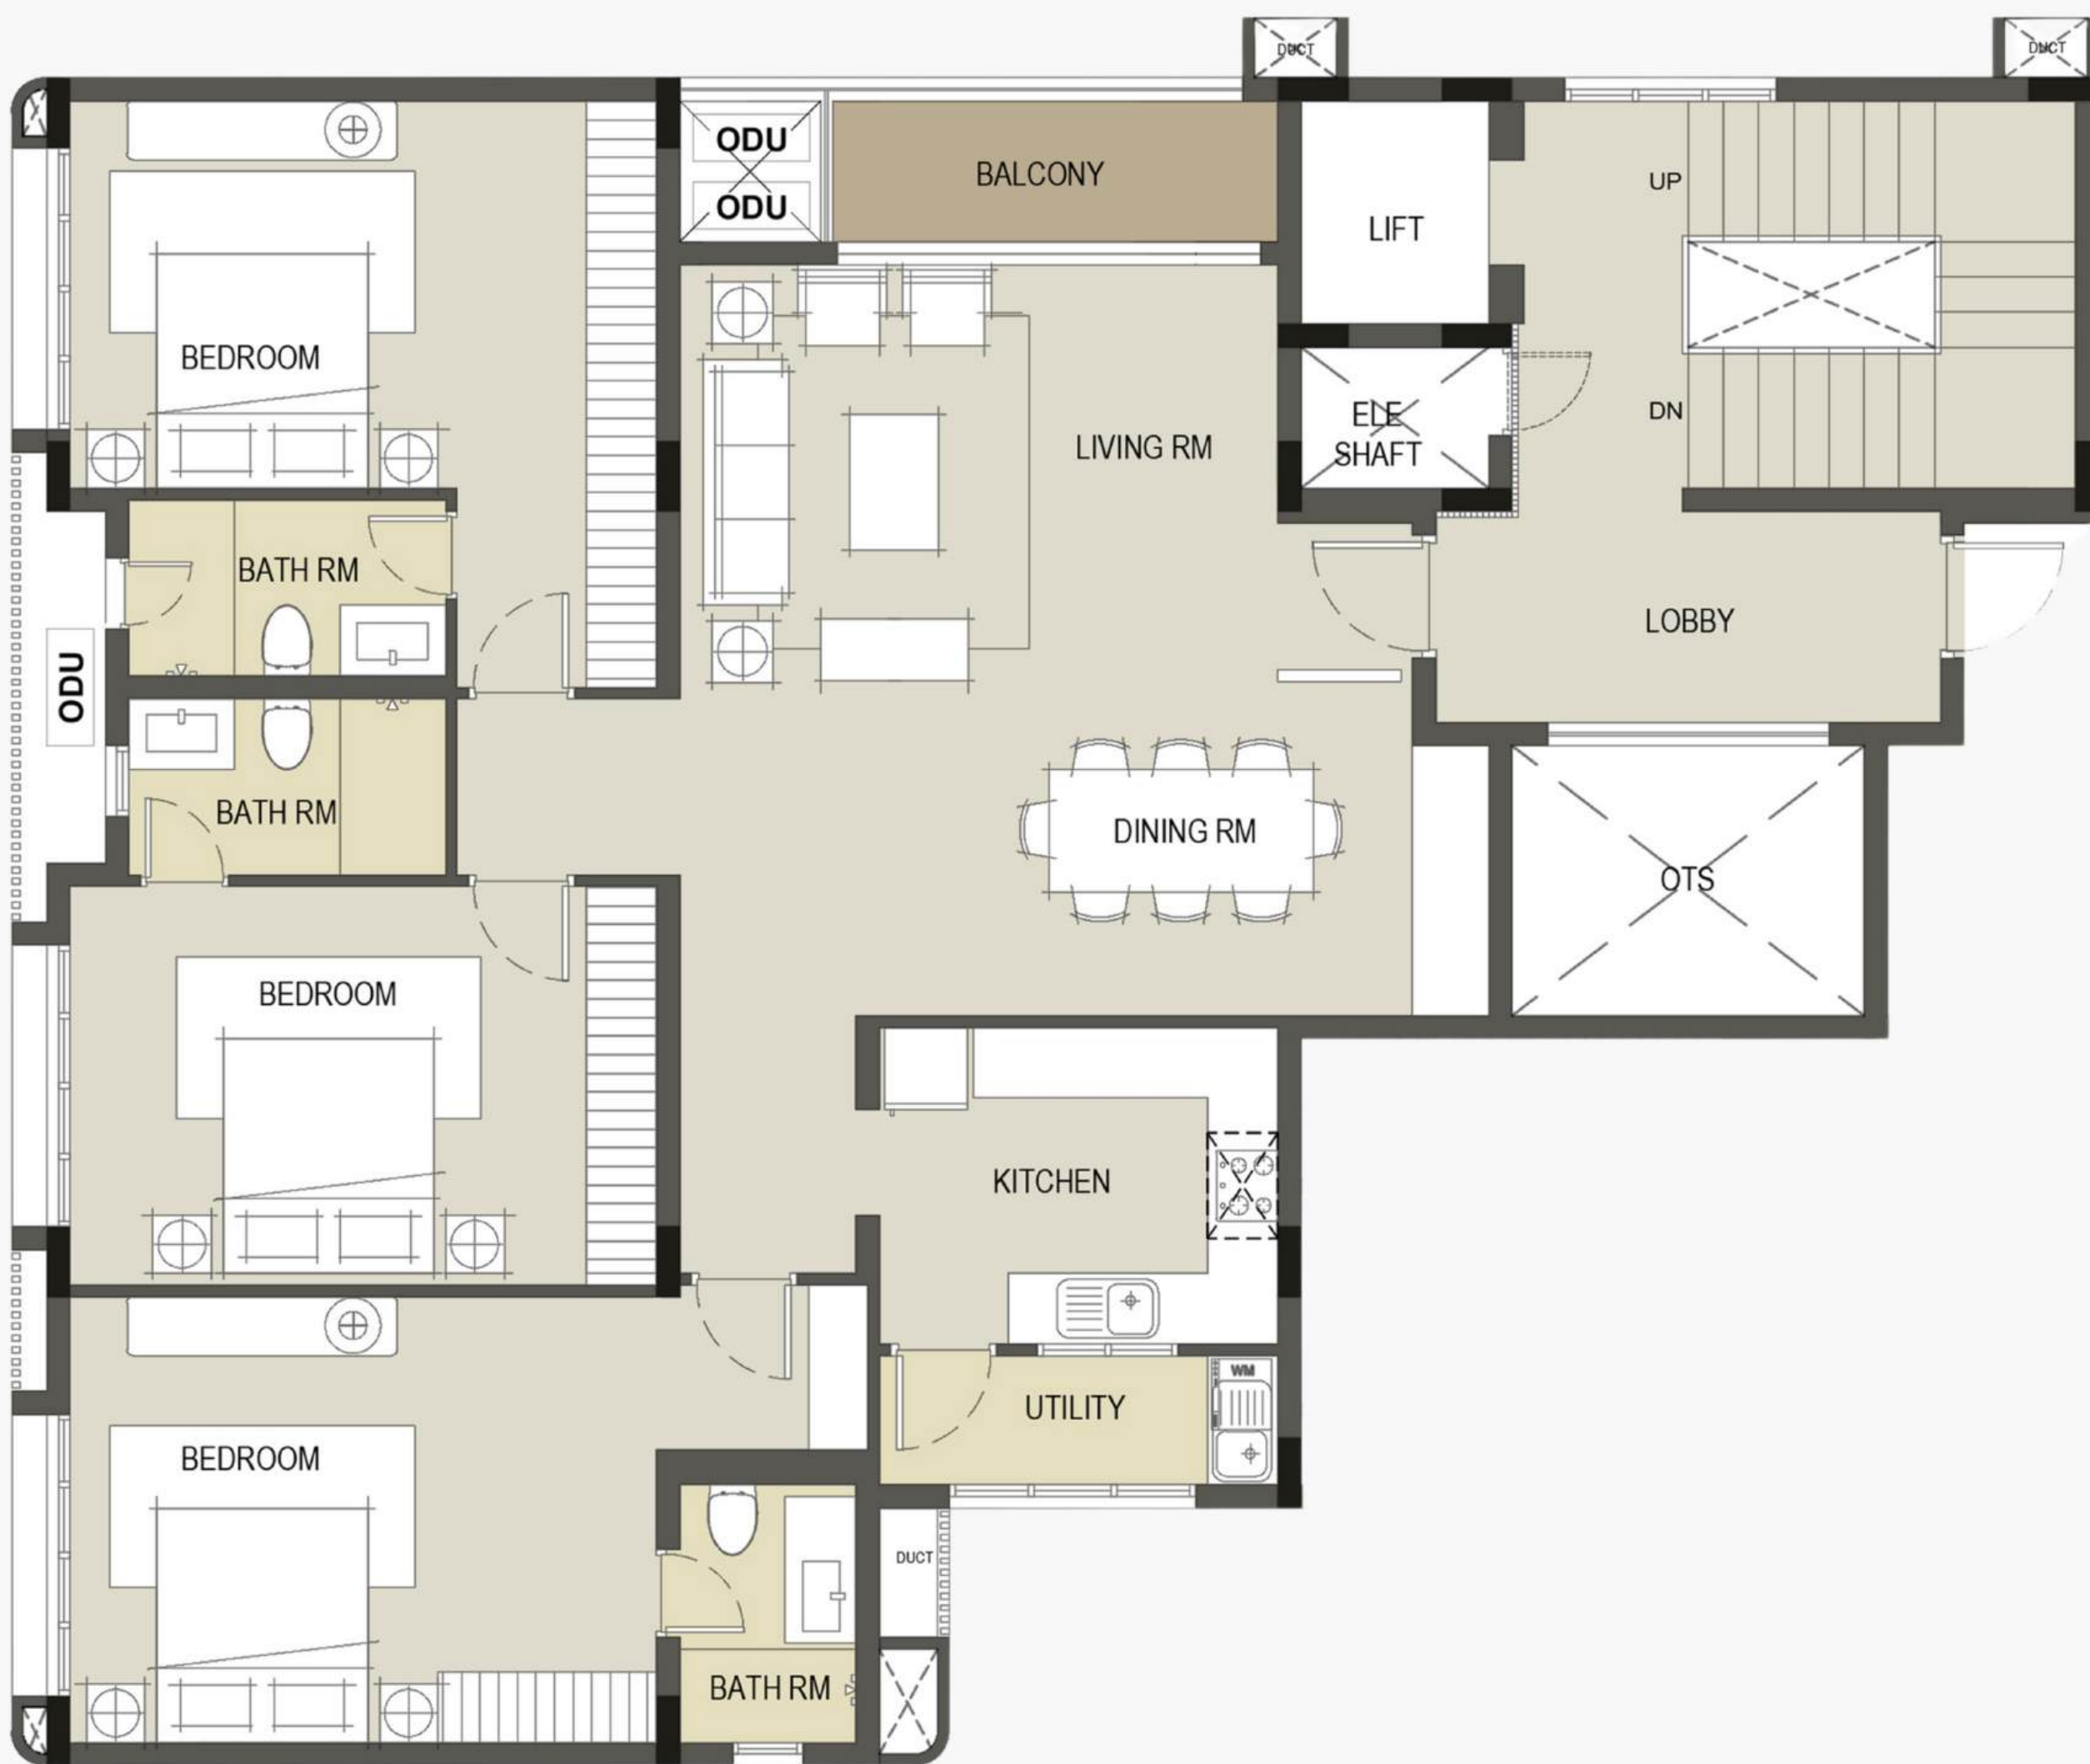 DUCT
DUCT
ODU
ODU
BALCONY
UP
LIFT
BEDROOM
DN
ELE
SHAFT
LIVING RM
BATH RM
LOBBY
ODU
BATH RM
DINING RM
OTS
BEDROOM
KITCHEN
WM
UTILITY
BEDROOM
DUCT
BATH RM